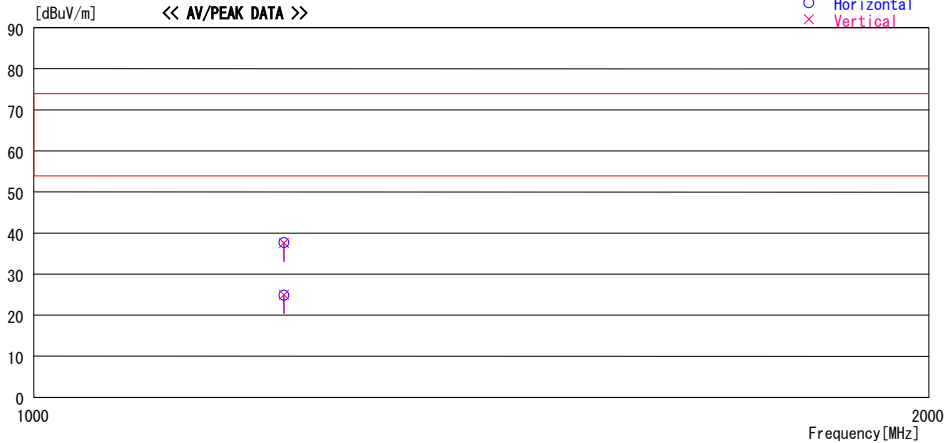 [dBuV/m] << AV/PEAK DATA >>
○ Horizontal
× Vertical
90
80
70
60
50
40
30
20
10
0
1000 2000
Frequency[MHz]